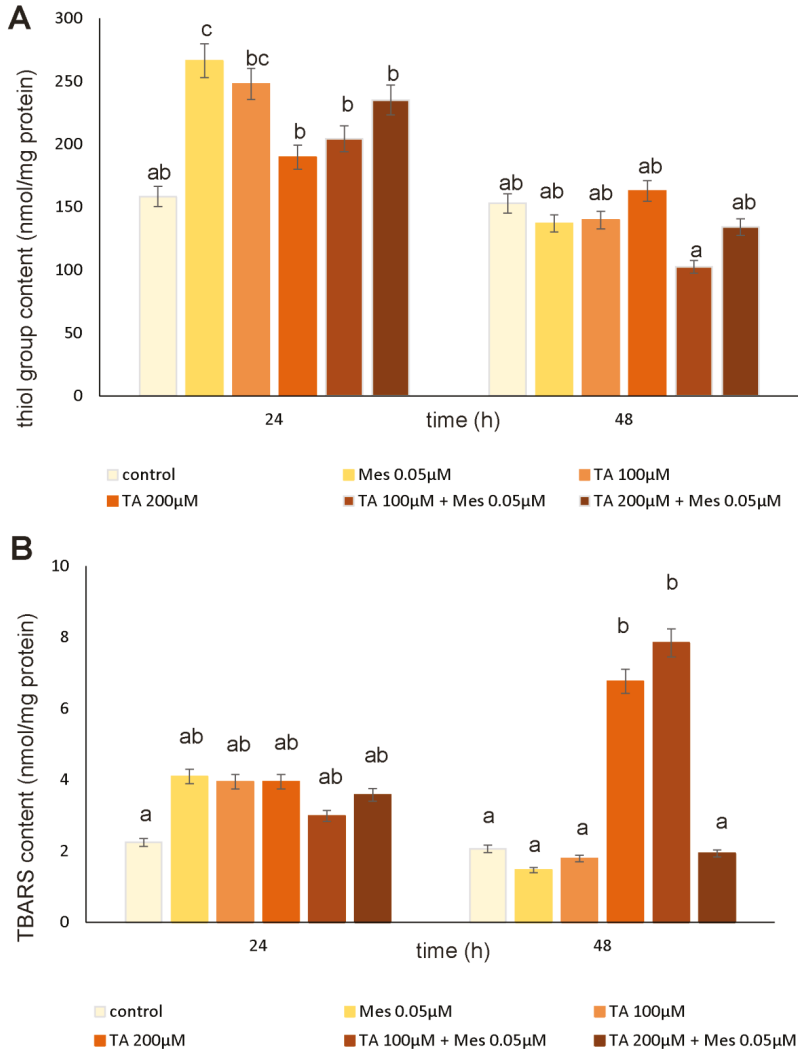 A
300
250
200
150
100
50
0
thiol group content (nmol/mg protein)
ab c bc b b b ab ab ab ab a ab
24 time (h) 48
control Mes 0.05µM TA 100µM
TA 200µM TA 100µM + Mes 0.05µM TA 200µM + Mes 0.05µM
B
10
8
6
4
2
0
TBARS content (nmol/mg protein)
a ab ab ab ab ab a a a b b a
24 time (h) 48
control Mes 0.05µM TA 100µM
TA 200µM TA 100µM + Mes 0.05µM TA 200µM + Mes 0.05µM